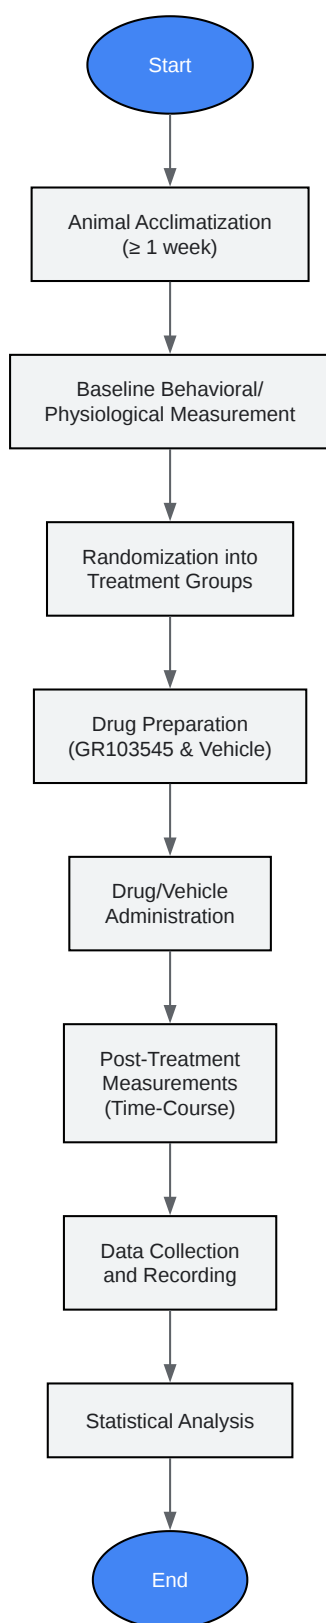 Start
Animal Acclimatization
(≥ 1 week)
Baseline Behavioral/
Physiological Measurement
Randomization into
Treatment Groups
Drug Preparation
(GR103545 & Vehicle)
Drug/Vehicle
Administration
Post-Treatment
Measurements
(Time-Course)
Data Collection
and Recording
Statistical Analysis
End